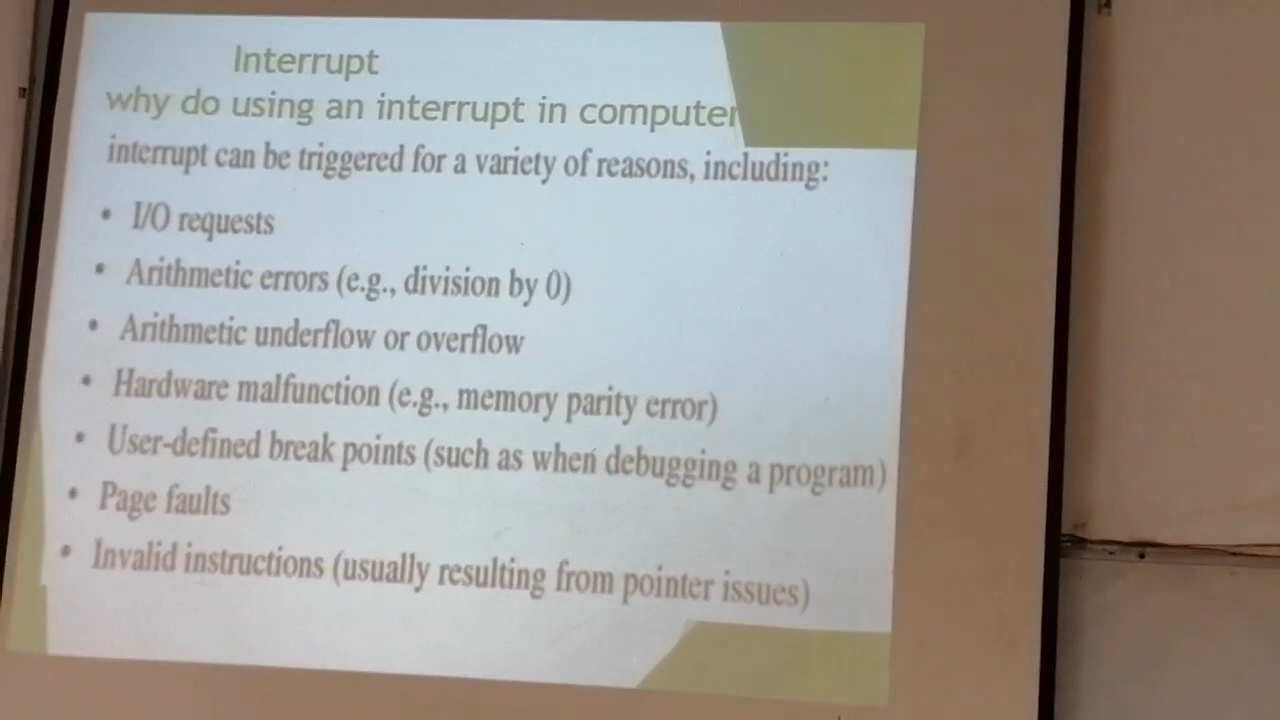 Interrupt
why do using an interrupt in computer
interrupt can be triggered for a variety of reasons, including:
• I/O requests
• Arithmetic errors (e.g., division by 0)
• Arithmetic underflow or overflow
• Hardware malfunction (e.g., memory parity error)
• User-defined break points (such as when debugging a program)
• Page faults
• Invalid instructions (usually resulting from pointer issues)